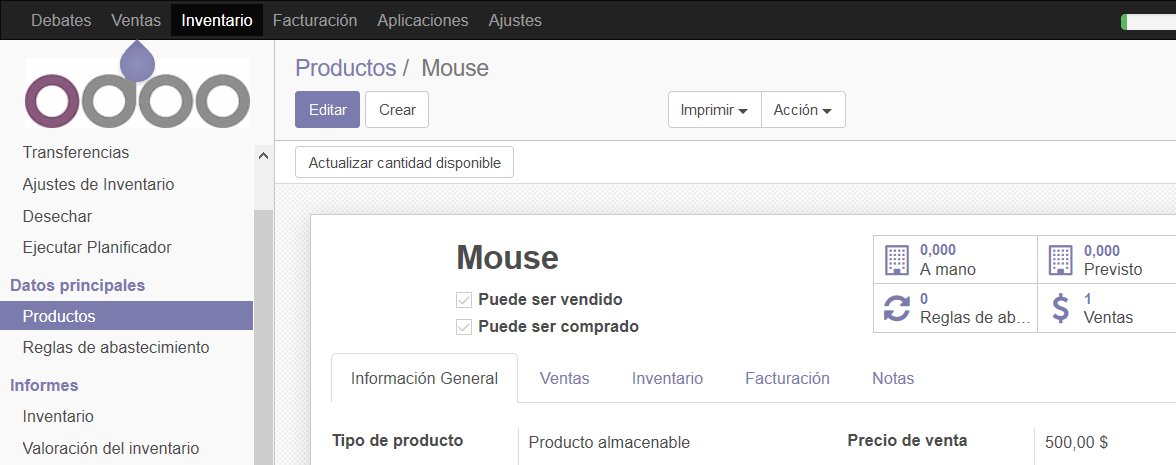 Debates Ventas Inventario Facturación Aplicaciones Ajustes
odoo
Productos / Mouse
Editar Crear Imprimir Acción
Actualizar cantidad disponible
Transferencias
Ajustes de Inventario
Desechar
Ejecutar Planificador
Datos principales
Productos
Reglas de abastecimiento
Informes
Inventario
Valoración del inventario
Mouse
Puede ser vendido
Puede ser comprado
0,000
A mano
0,000
Previsto
0
Reglas de ab...
1
Ventas
Información General Ventas Inventario Facturación Notas
Tipo de producto Producto almacenable Precio de venta 500,00 $